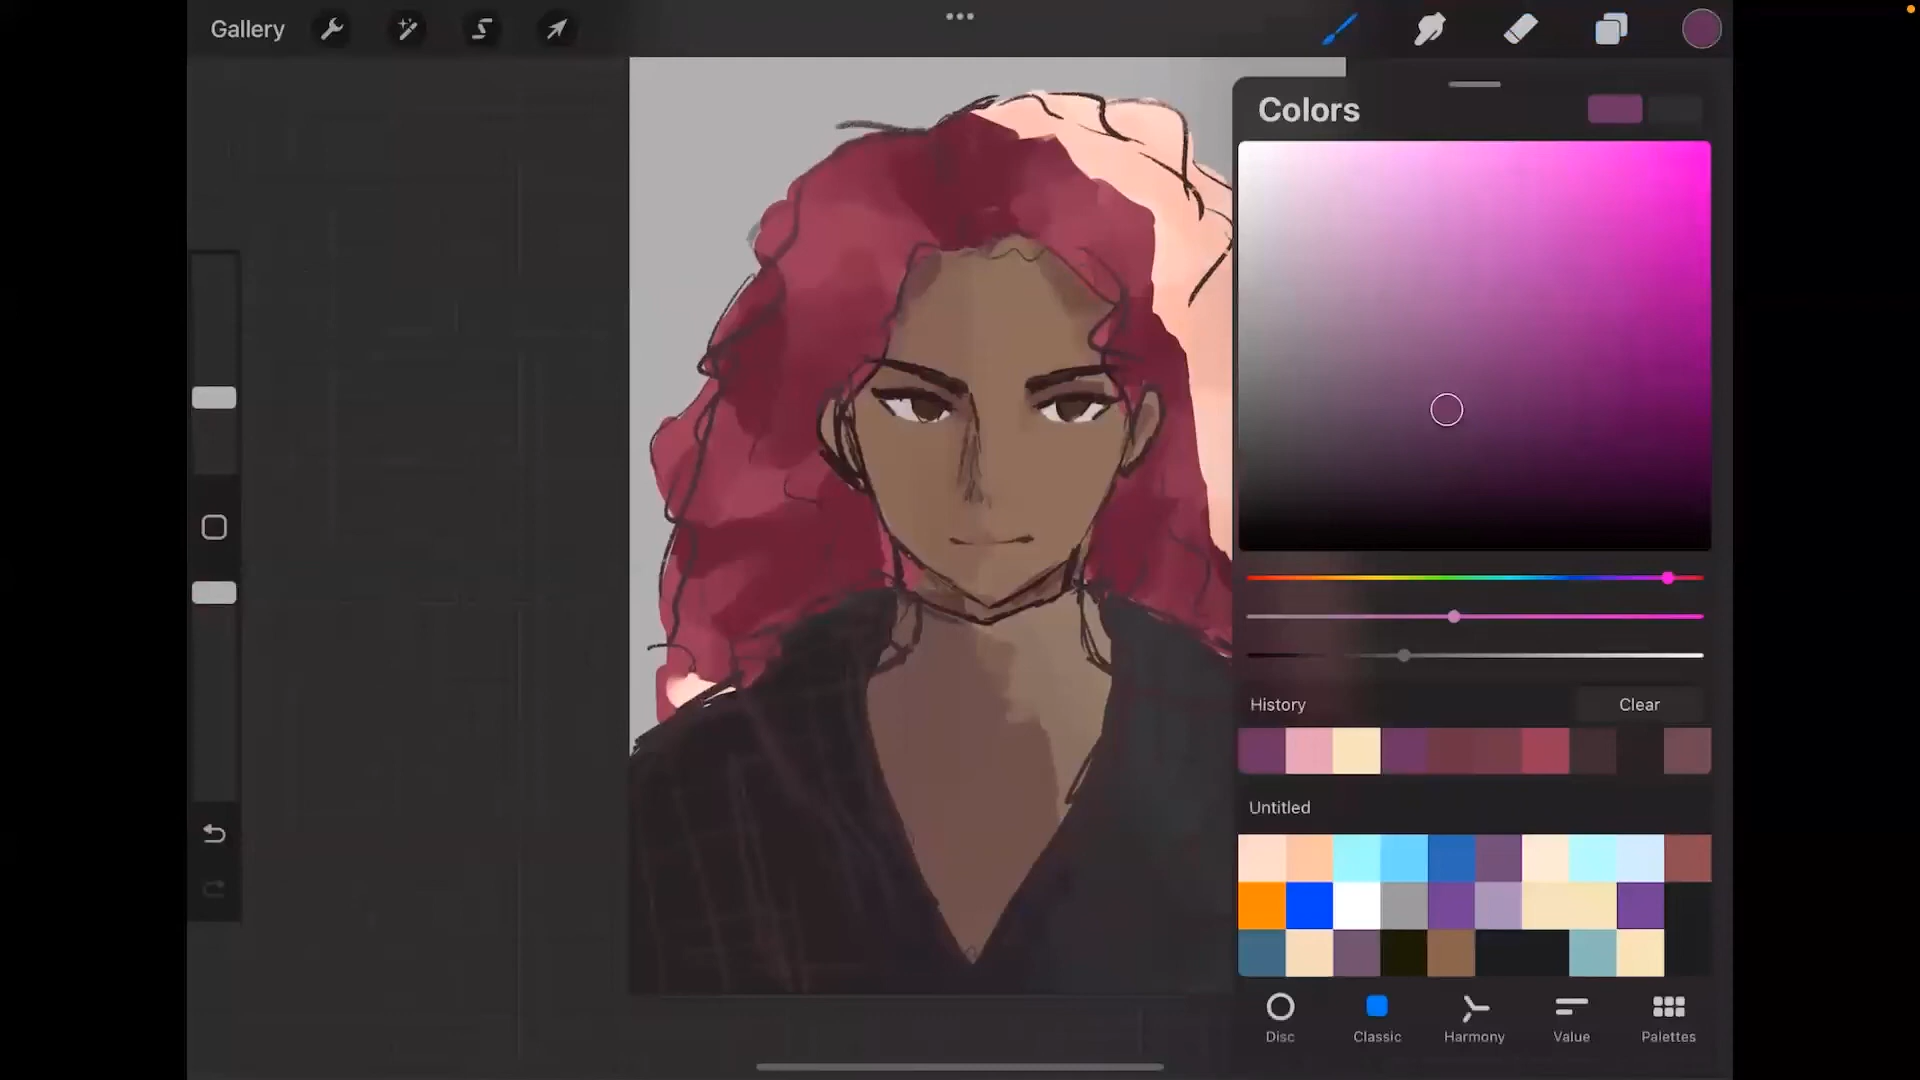 Gallery
Colors
History
Clear
Untitled
Disc
Classic
Harmony
Value
Palettes